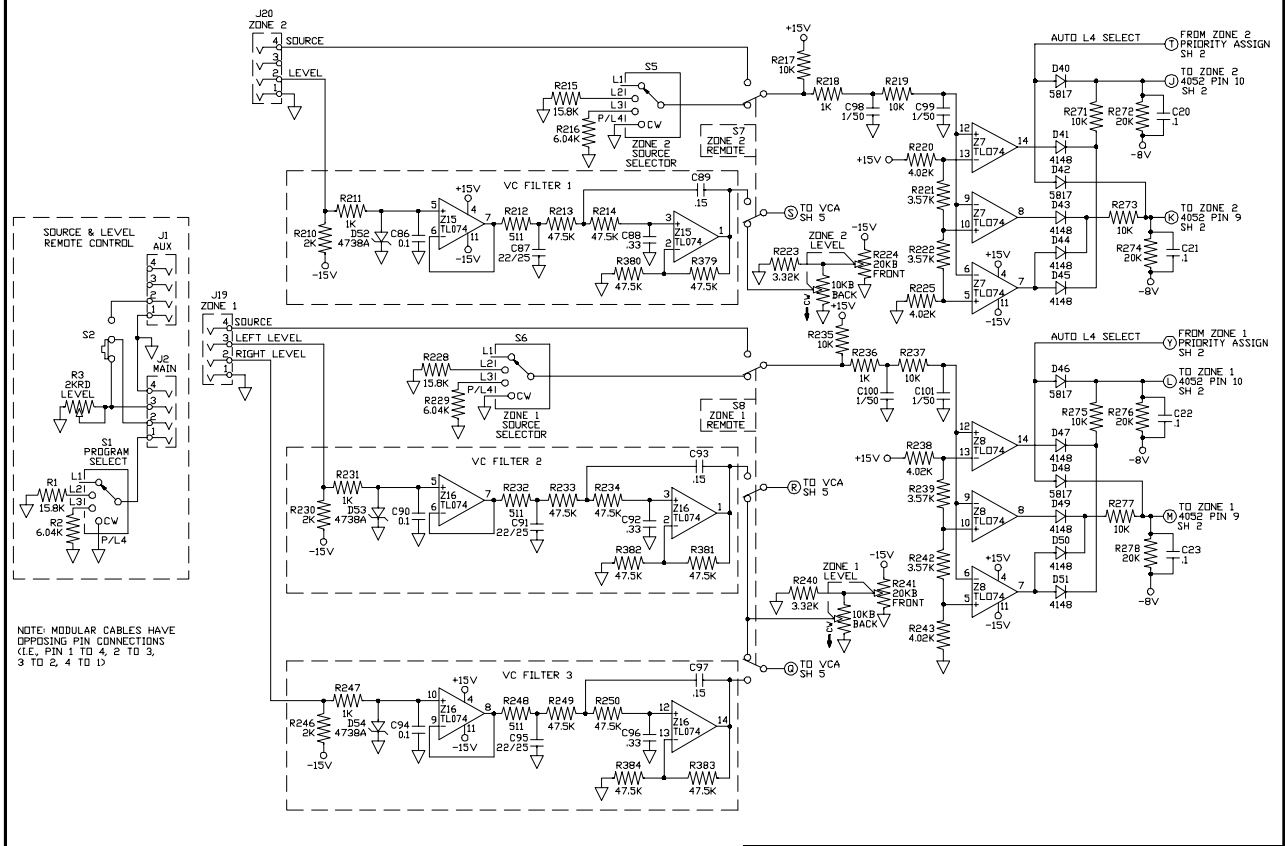 J20
ZONE 2
4 SOURCE
3
2 LEVEL
1
R215
15.8K
R216
6.04K
L1
L2
L3
P/L4
S5
CW
ZONE 2
SOURCE
SELECTOR
S7
ZONE 2
REMOTE
+15V
R217
10K
R218
1K
C98
1/50
R219
10K
C99
1/50
AUTO L4 SELECT
T FROM ZONE 2
PRIORITY ASSIGN
SH 2
D40
5817
J TO ZONE 2
4052 PIN 10
SH 2
R271
10K
R272
20K
C20
.1
-8V
12
13
14
Z7
TL074
D41
4148
D42
5817
D43
4148
+15V
R220
4.02K
R221
3.57K
R222
3.57K
R225
4.02K
9
10
8
Z7
TL074
R273
10K
K TO ZONE 2
4052 PIN 9
SH 2
R274
20K
C21
.1
-8V
D44
4148
D45
4148
+15V
4
6
5
7
Z7
TL074
11
-15V
VC FILTER 1
R210
2K
-15V
R211
1K
D52
4738A
C86
0.1
+15V
4
5
6
7
Z15
TL074
11
-15V
R212
511
C87
22/25
R213
47.5K
R214
47.5K
C88
.33
C89
.15
3
2
1
Z15
TL074
R380
47.5K
R379
47.5K
S TO VCA
SH 5
R223
3.32K
ZONE 2
LEVEL
-15V
R224
20KB
FRONT
10KB
BACK
CW
SOURCE & LEVEL
REMOTE CONTROL
J1
AUX
4
3
2
1
S2
J2
MAIN
4
3
2
1
R3
2KRD
LEVEL
S1
PROGRAM
SELECT
R1
15.8K
R2
6.04K
L1
L2
L3
CW
P/L4
NOTE: MODULAR CABLES HAVE
OPPOSING PIN CONNECTIONS
(I.E., PIN 1 TO 4, 2 TO 3,
3 TO 2, 4 TO 1)
J19
ZONE 1
4 SOURCE
3 LEFT LEVEL
2 RIGHT LEVEL
1
R228
15.8K
R229
6.04K
L1
L2
L3
P/L4
S6
CW
ZONE 1
SOURCE
SELECTOR
S8
ZONE 1
REMOTE
+15V
R235
10K
R236
1K
C100
1/50
R237
10K
C101
1/50
AUTO L4 SELECT
Y FROM ZONE 1
PRIORITY ASSIGN
SH 2
D46
5817
L TO ZONE 1
4052 PIN 10
SH 2
R275
10K
R276
20K
C22
.1
-8V
12
13
14
Z8
TL074
D47
4148
D48
5817
D49
4148
+15V
R238
4.02K
R239
3.57K
R242
3.57K
R243
4.02K
9
10
8
Z8
TL074
R277
10K
M TO ZONE 1
4052 PIN 9
SH 2
R278
20K
C23
.1
-8V
D50
4148
D51
4148
+15V
4
6
5
7
Z8
TL074
11
-15V
VC FILTER 2
R230
2K
-15V
R231
1K
D53
4738A
C90
0.1
+15V
4
5
6
7
Z16
TL074
11
-15V
R232
511
C91
22/25
R233
47.5K
R234
47.5K
C92
.33
C93
.15
3
2
1
Z16
TL074
R382
47.5K
R381
47.5K
R TO VCA
SH 5
R240
3.32K
ZONE 1
LEVEL
-15V
R241
20KB
FRONT
10KB
BACK
CW
Q TO VCA
SH 5
VC FILTER 3
R246
2K
-15V
R247
1K
D54
4738A
C94
0.1
+15V
4
10
9
8
Z16
TL074
11
-15V
R248
511
C95
22/25
R249
47.5K
R250
47.5K
C96
.33
C97
.15
12
13
14
Z16
TL074
R384
47.5K
R383
47.5K